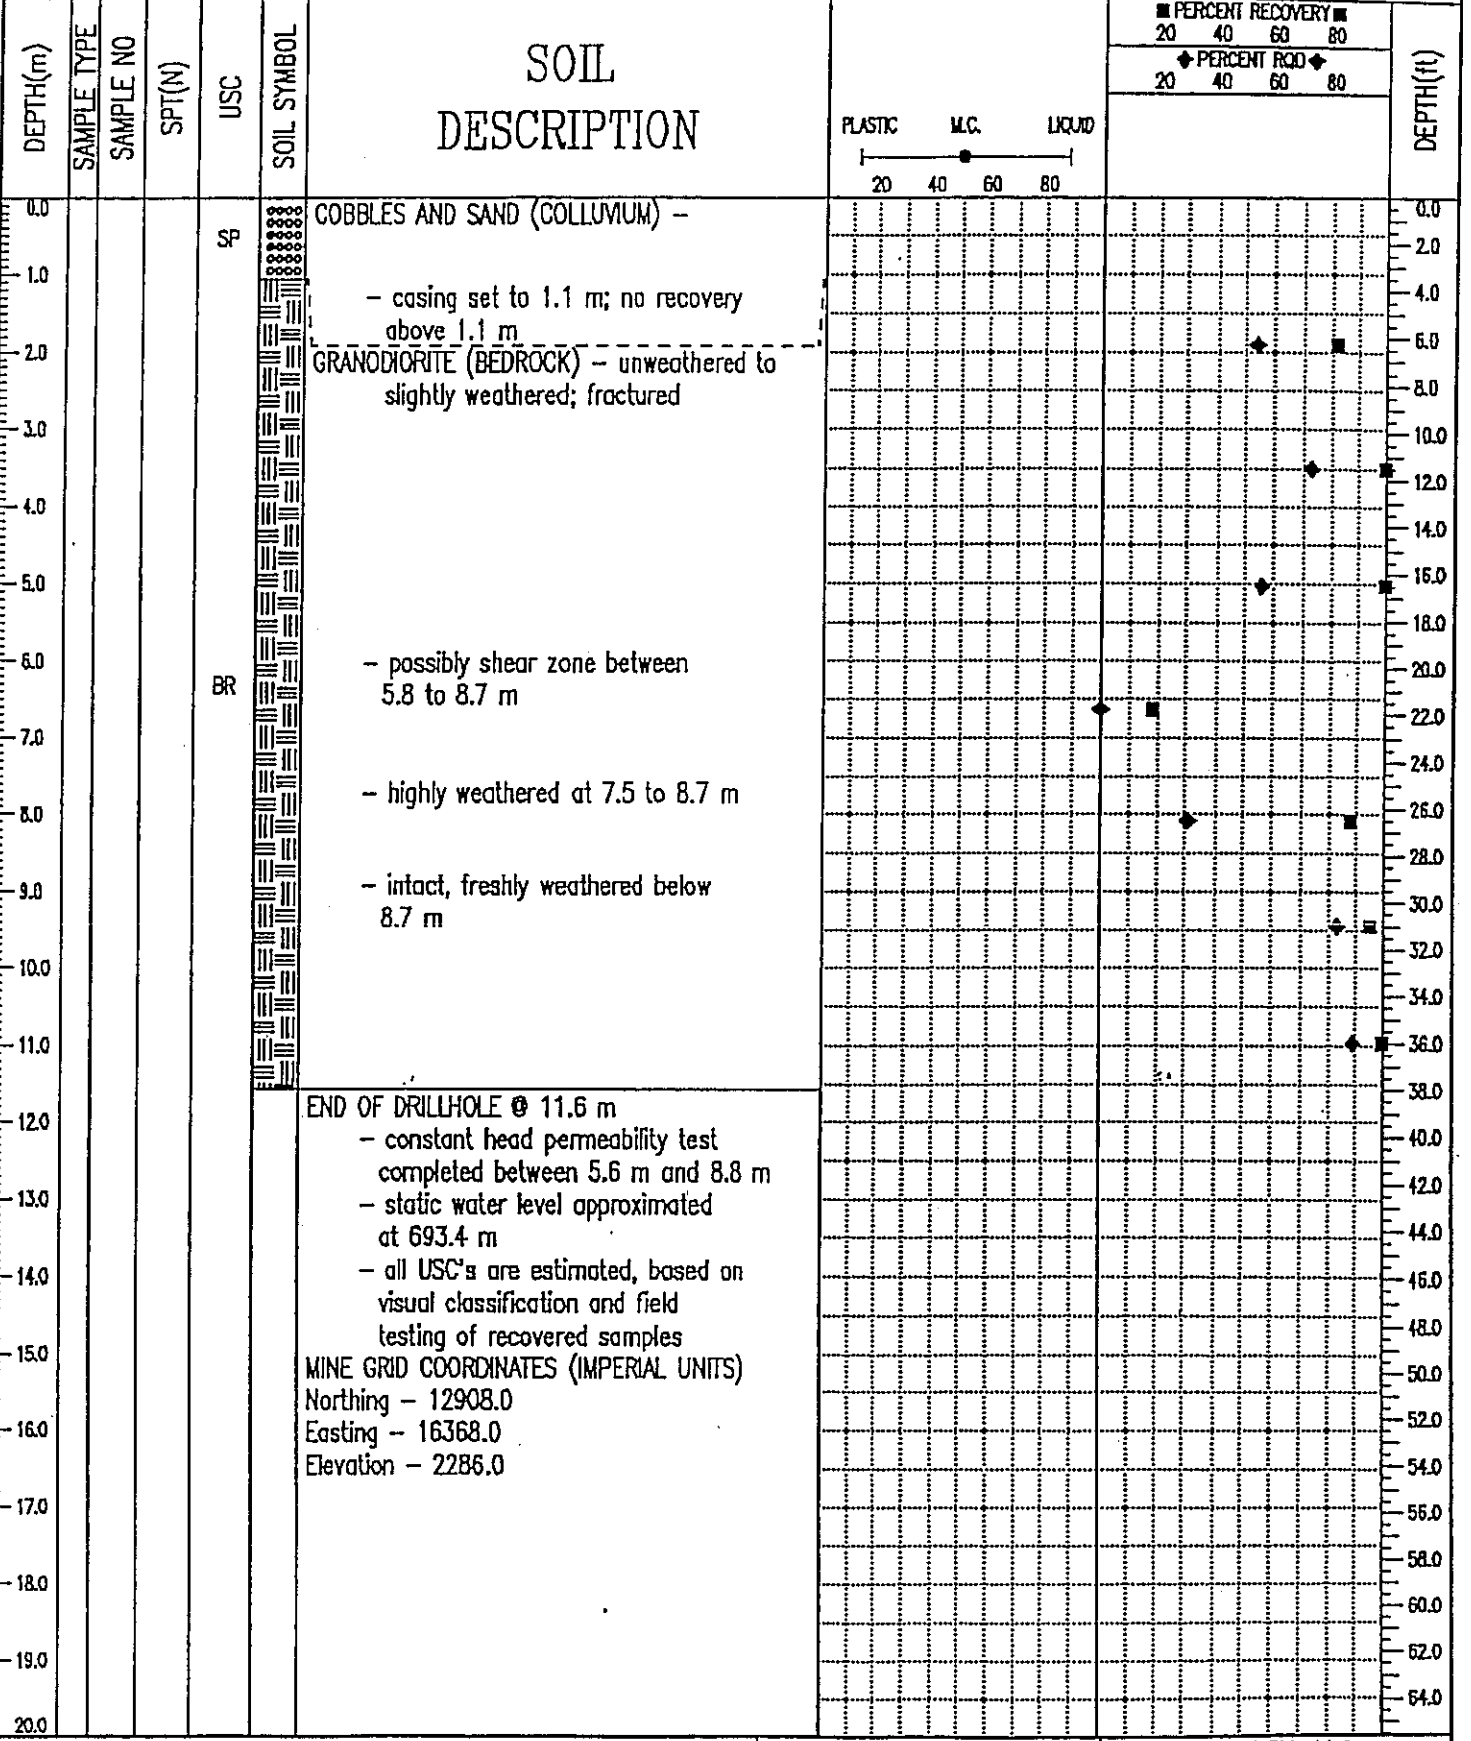 DEPTH(m)
SAMPLE TYPE
SAMPLE NO
SPT(N)
USC
SOIL SYMBOL
SOIL
DESCRIPTION
PLASTIC M.C. LIQUID
20 40 60 80
■ PERCENT RECOVERY ■
20 40 60 80
◆ PERCENT RQD ◆
20 40 60 80
DEPTH(ft)
0.0
1.0
2.0
3.0
4.0
5.0
6.0
7.0
8.0
9.0
10.0
11.0
12.0
13.0
14.0
15.0
16.0
17.0
18.0
19.0
20.0
SP
BR
COBBLES AND SAND (COLLUVIUM) –
– casing set to 1.1 m; no recovery
above 1.1 m
GRANODIORITE (BEDROCK) – unweathered to
slightly weathered; fractured
– possibly shear zone between
5.8 to 8.7 m
– highly weathered at 7.5 to 8.7 m
– intact, freshly weathered below
8.7 m
END OF DRILLHOLE @ 11.6 m
– constant head permeability test
completed between 5.6 m and 8.8 m
– static water level approximated
at 693.4 m
– all USC's are estimated, based on
visual classification and field
testing of recovered samples
MINE GRID COORDINATES (IMPERIAL UNITS)
Northing – 12908.0
Easting – 16368.0
Elevation – 2286.0
0.0
2.0
4.0
6.0
8.0
10.0
12.0
14.0
16.0
18.0
20.0
22.0
24.0
26.0
28.0
30.0
32.0
34.0
36.0
38.0
40.0
42.0
44.0
46.0
48.0
50.0
52.0
54.0
56.0
58.0
60.0
62.0
64.0